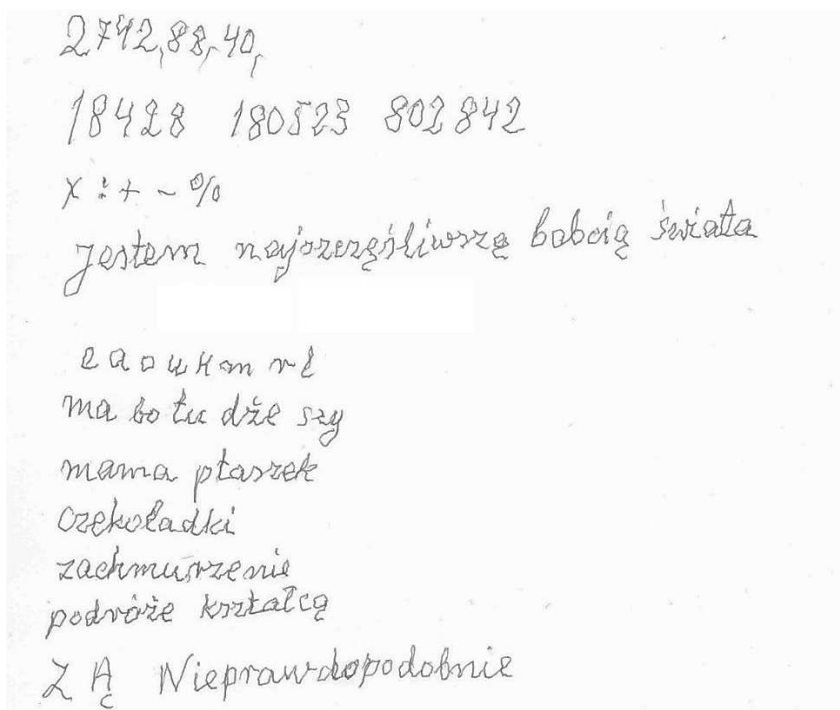 2742,88,40,
18428 180523 802842
x : + - %
Jestem najszczęśliwszą babcią świata
e a o u H m r ł
ma bo tu dże szy
mama ptaszek
czękoładki
zachmurzenie
podróże kształcą
Z Ą Nieprawdopodobnie